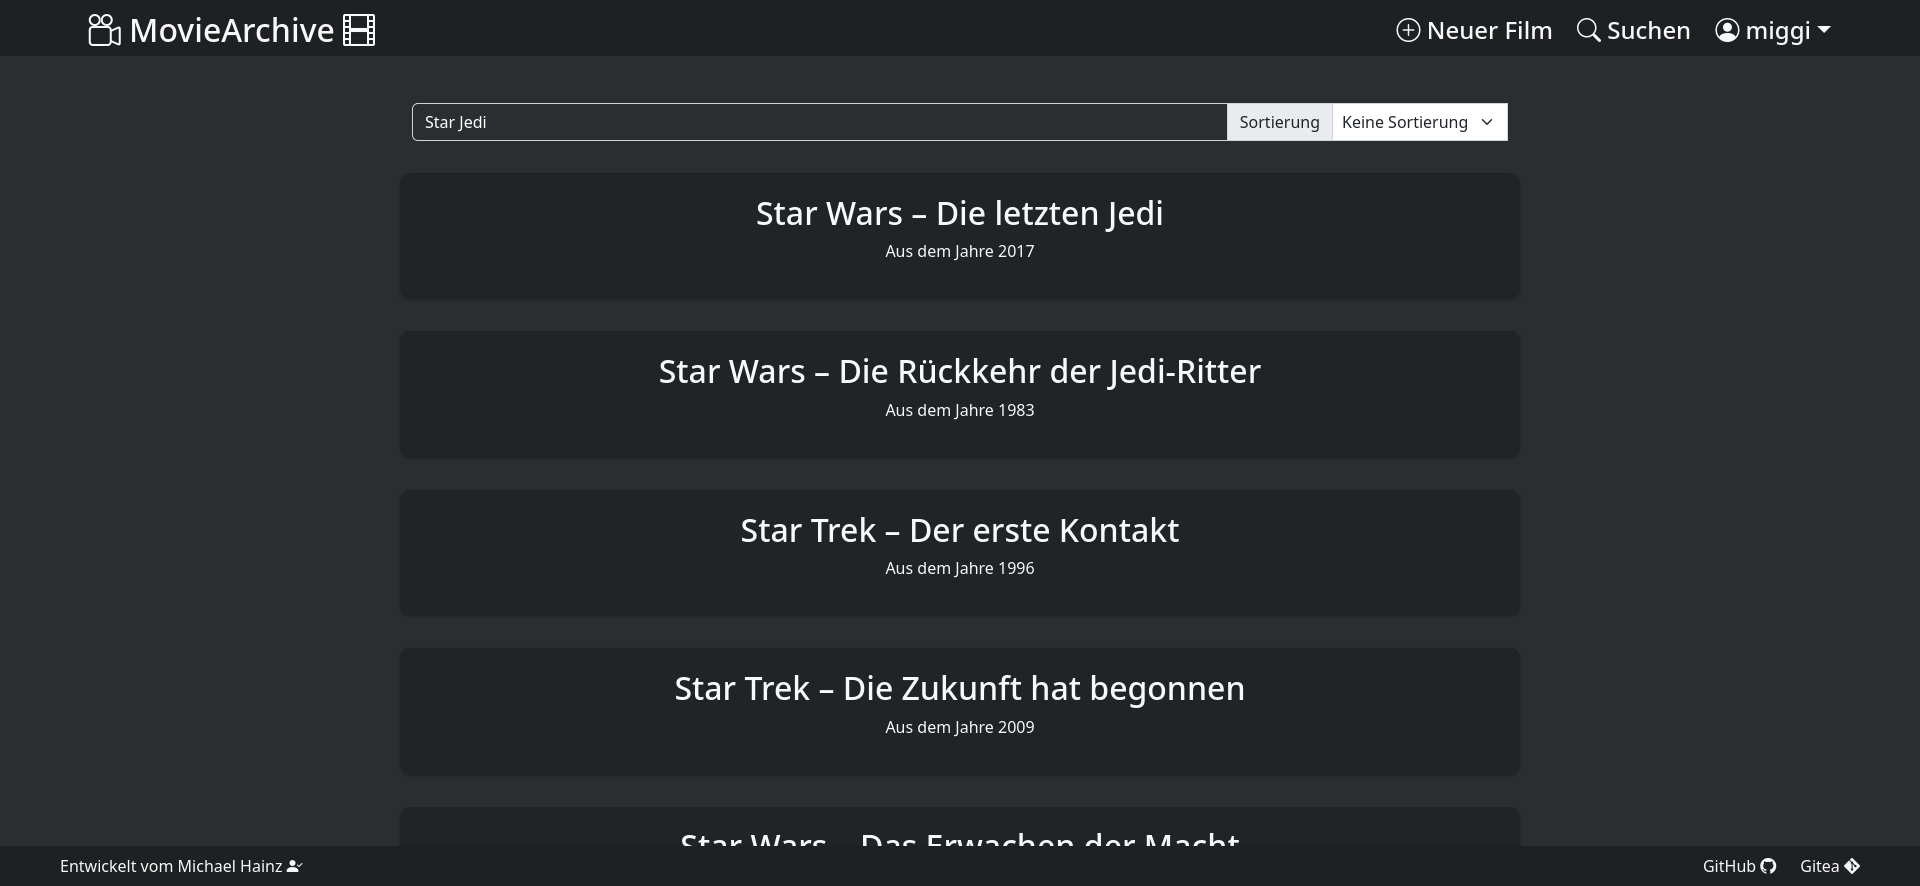 MovieArchive
Neuer Film
Suchen
miggi
Star Jedi
Sortierung
Keine Sortierung
Star Wars – Die letzten Jedi
Aus dem Jahre 2017
Star Wars – Die Rückkehr der Jedi-Ritter
Aus dem Jahre 1983
Star Trek – Der erste Kontakt
Aus dem Jahre 1996
Star Trek – Die Zukunft hat begonnen
Aus dem Jahre 2009
Star Wars – Das Erwachen der Macht
Entwickelt vom Michael Hainz
GitHub
Gitea